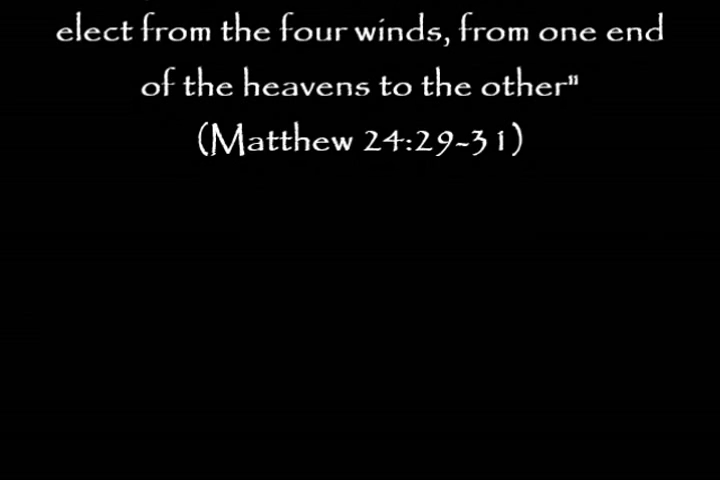 elect from the four winds, from one end
of the heavens to the other"
(Matthew 24:29-31)